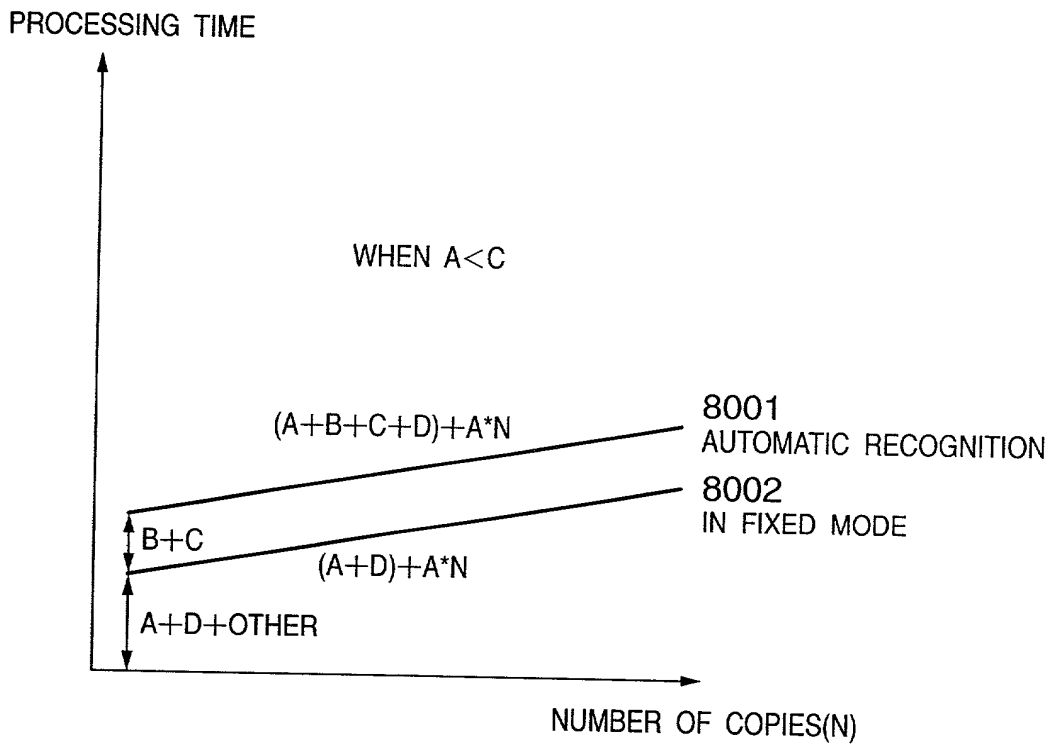 PROCESSING TIME
WHEN A<C
(A+B+C+D)+A*N
8001
AUTOMATIC RECOGNITION
8002
IN FIXED MODE
B+C
(A+D)+A*N
A+D+OTHER
NUMBER OF COPIES(N)